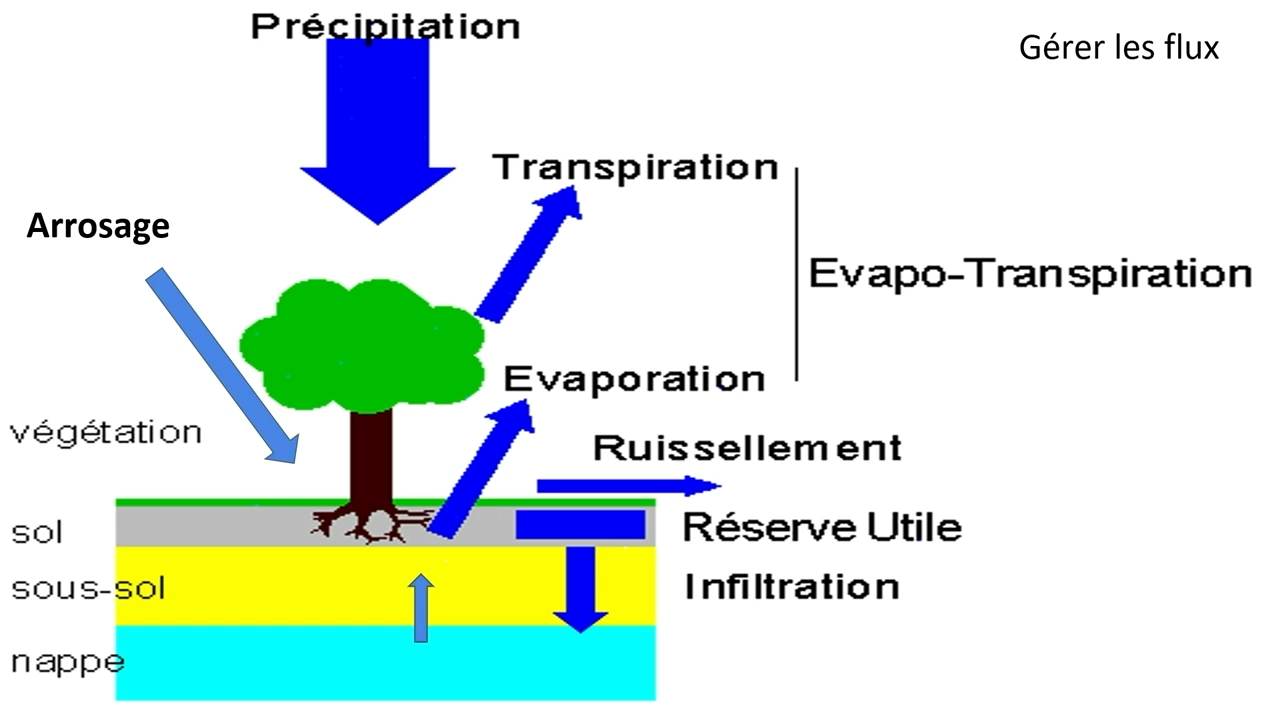 Précipitation
Gérer les flux
Transpiration
Arrosage
Evapo-Transpiration
Evaporation
végétation
Ruissellement
sol
Réserve Utile
sous-sol
Infiltration
nappe